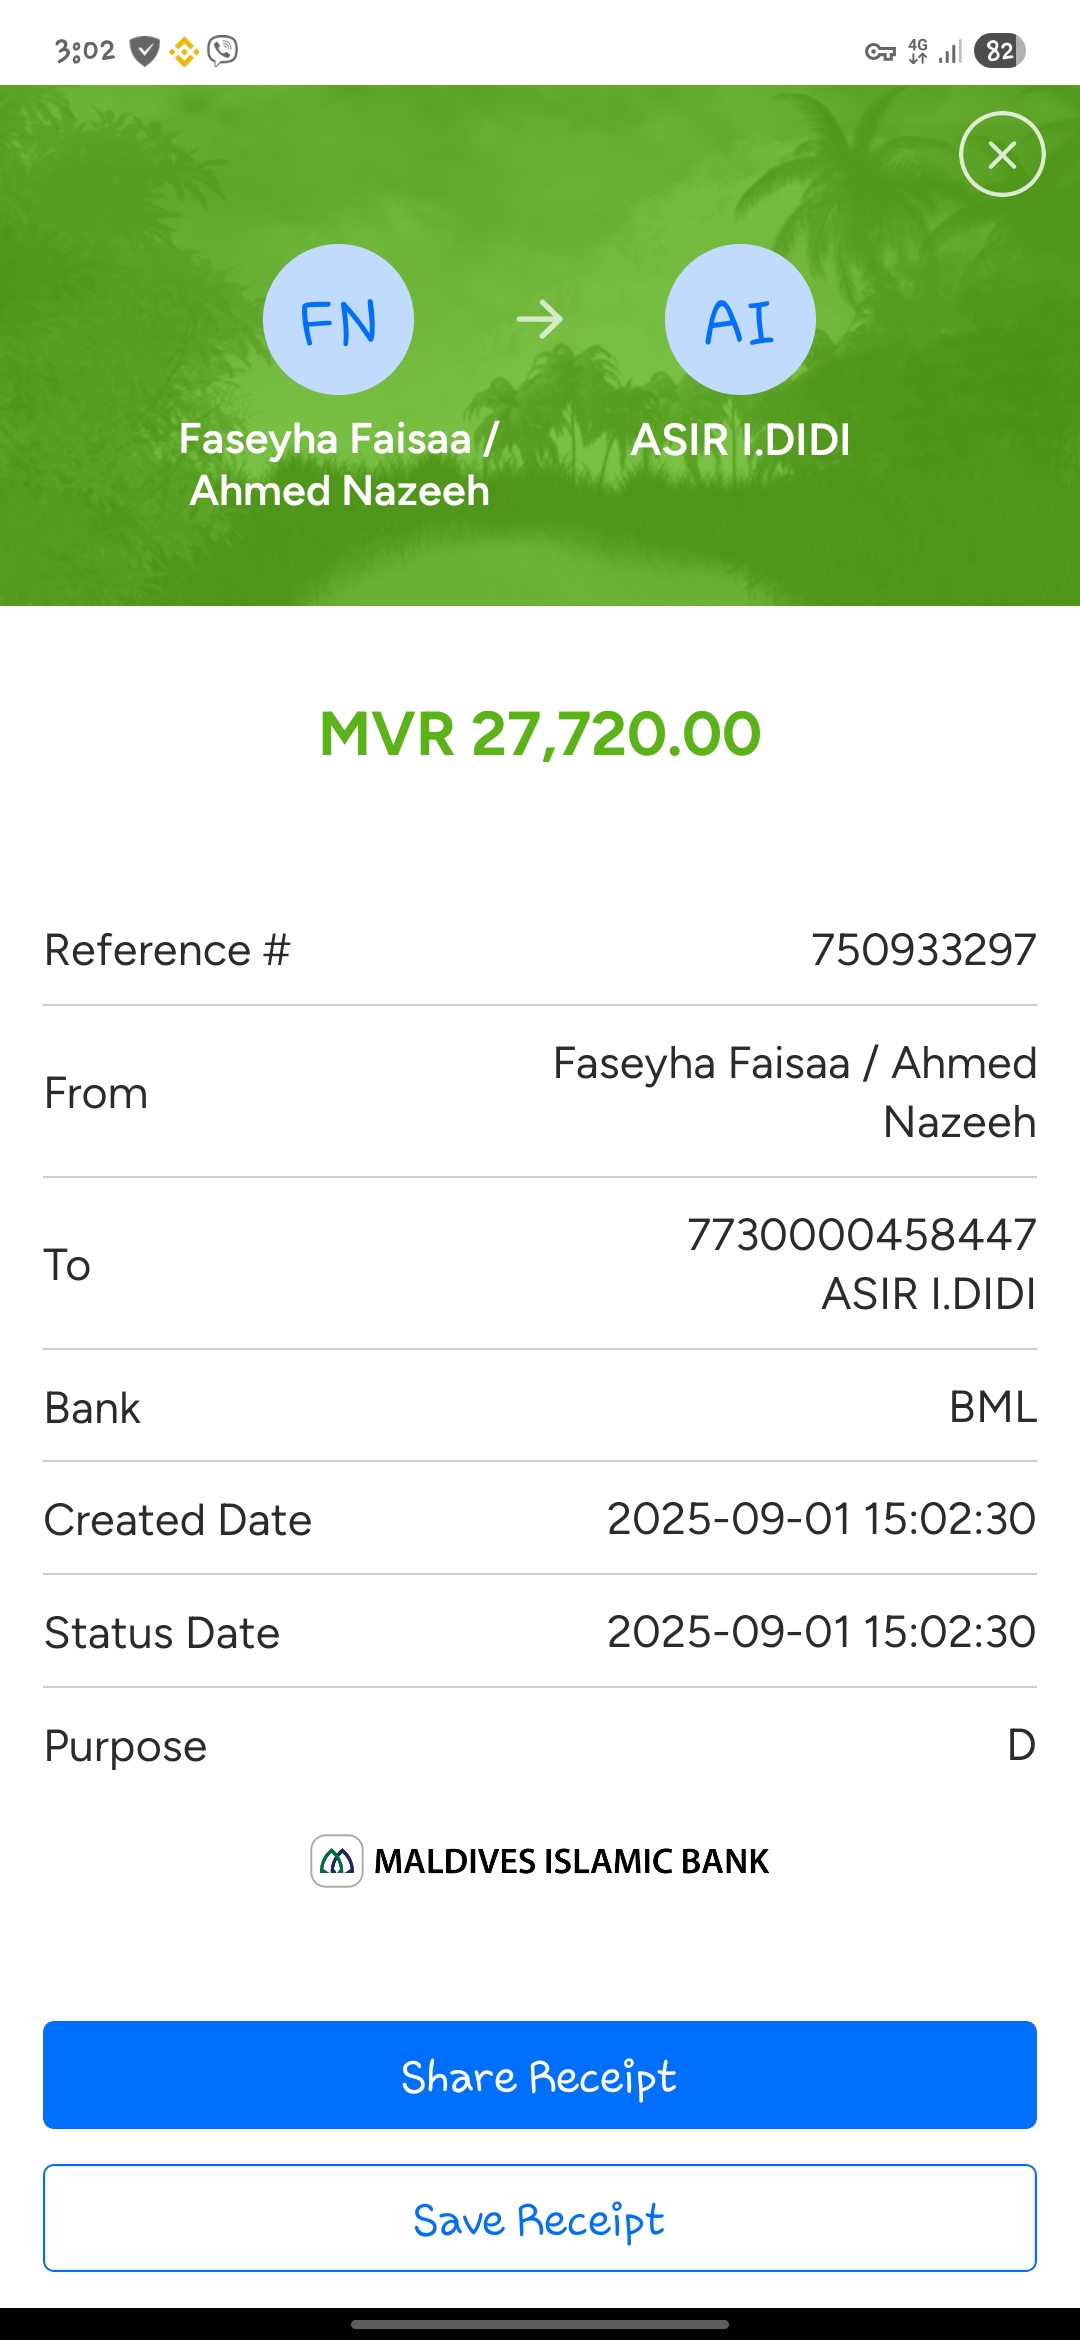 3:02
4G
82
FN
AI
Faseyha Faisaa /
Ahmed Nazeeh
ASIR I.DIDI
MVR 27,720.00
Reference # 750933297
From Faseyha Faisaa / Ahmed
Nazeeh
To 7730000458447
ASIR I.DIDI
Bank BML
Created Date 2025-09-01 15:02:30
Status Date 2025-09-01 15:02:30
Purpose D
MALDIVES ISLAMIC BANK
Share Receipt
Save Receipt